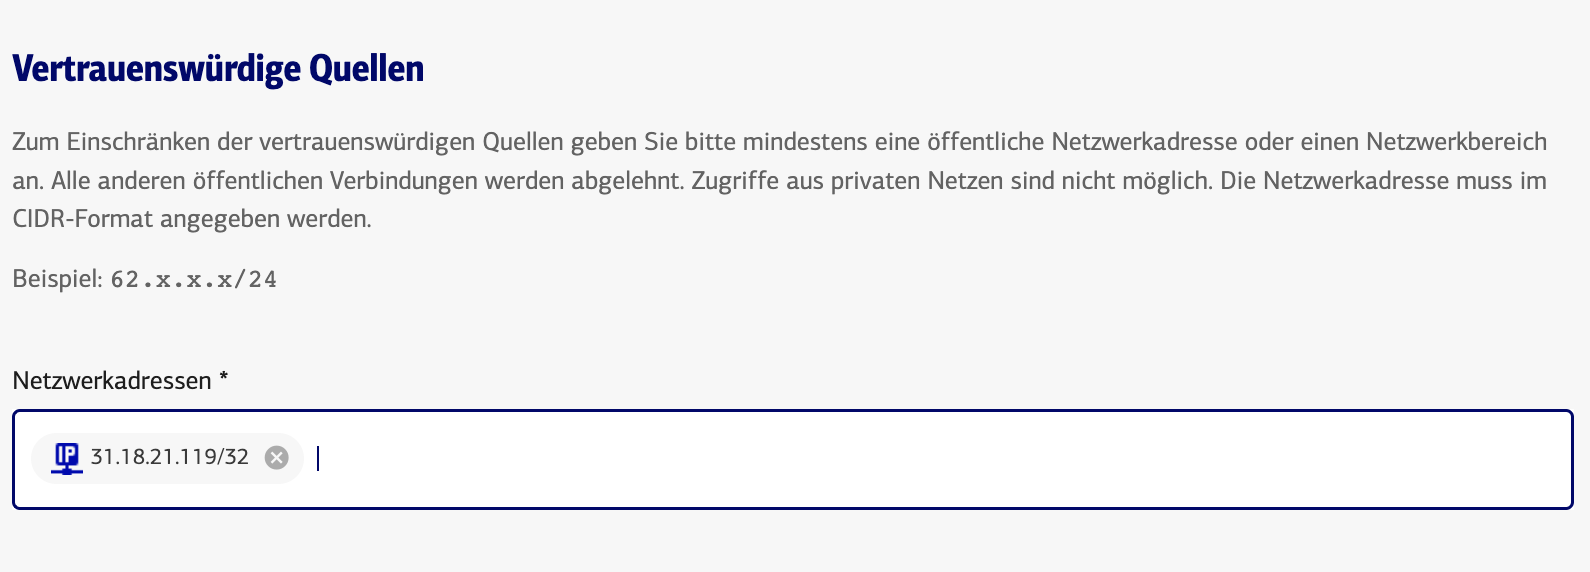 Vertrauenswürdige Quellen
Zum Einschränken der vertrauenswürdigen Quellen geben Sie bitte mindestens eine öffentliche Netzwerkadresse oder einen Netzwerkbereich
an. Alle anderen öffentlichen Verbindungen werden abgelehnt. Zugriffe aus privaten Netzen sind nicht möglich. Die Netzwerkadresse muss im
CIDR-Format angegeben werden.
Beispiel: 62.x.x.x/24
Netzwerkadressen *
IP 31.18.21.119/32